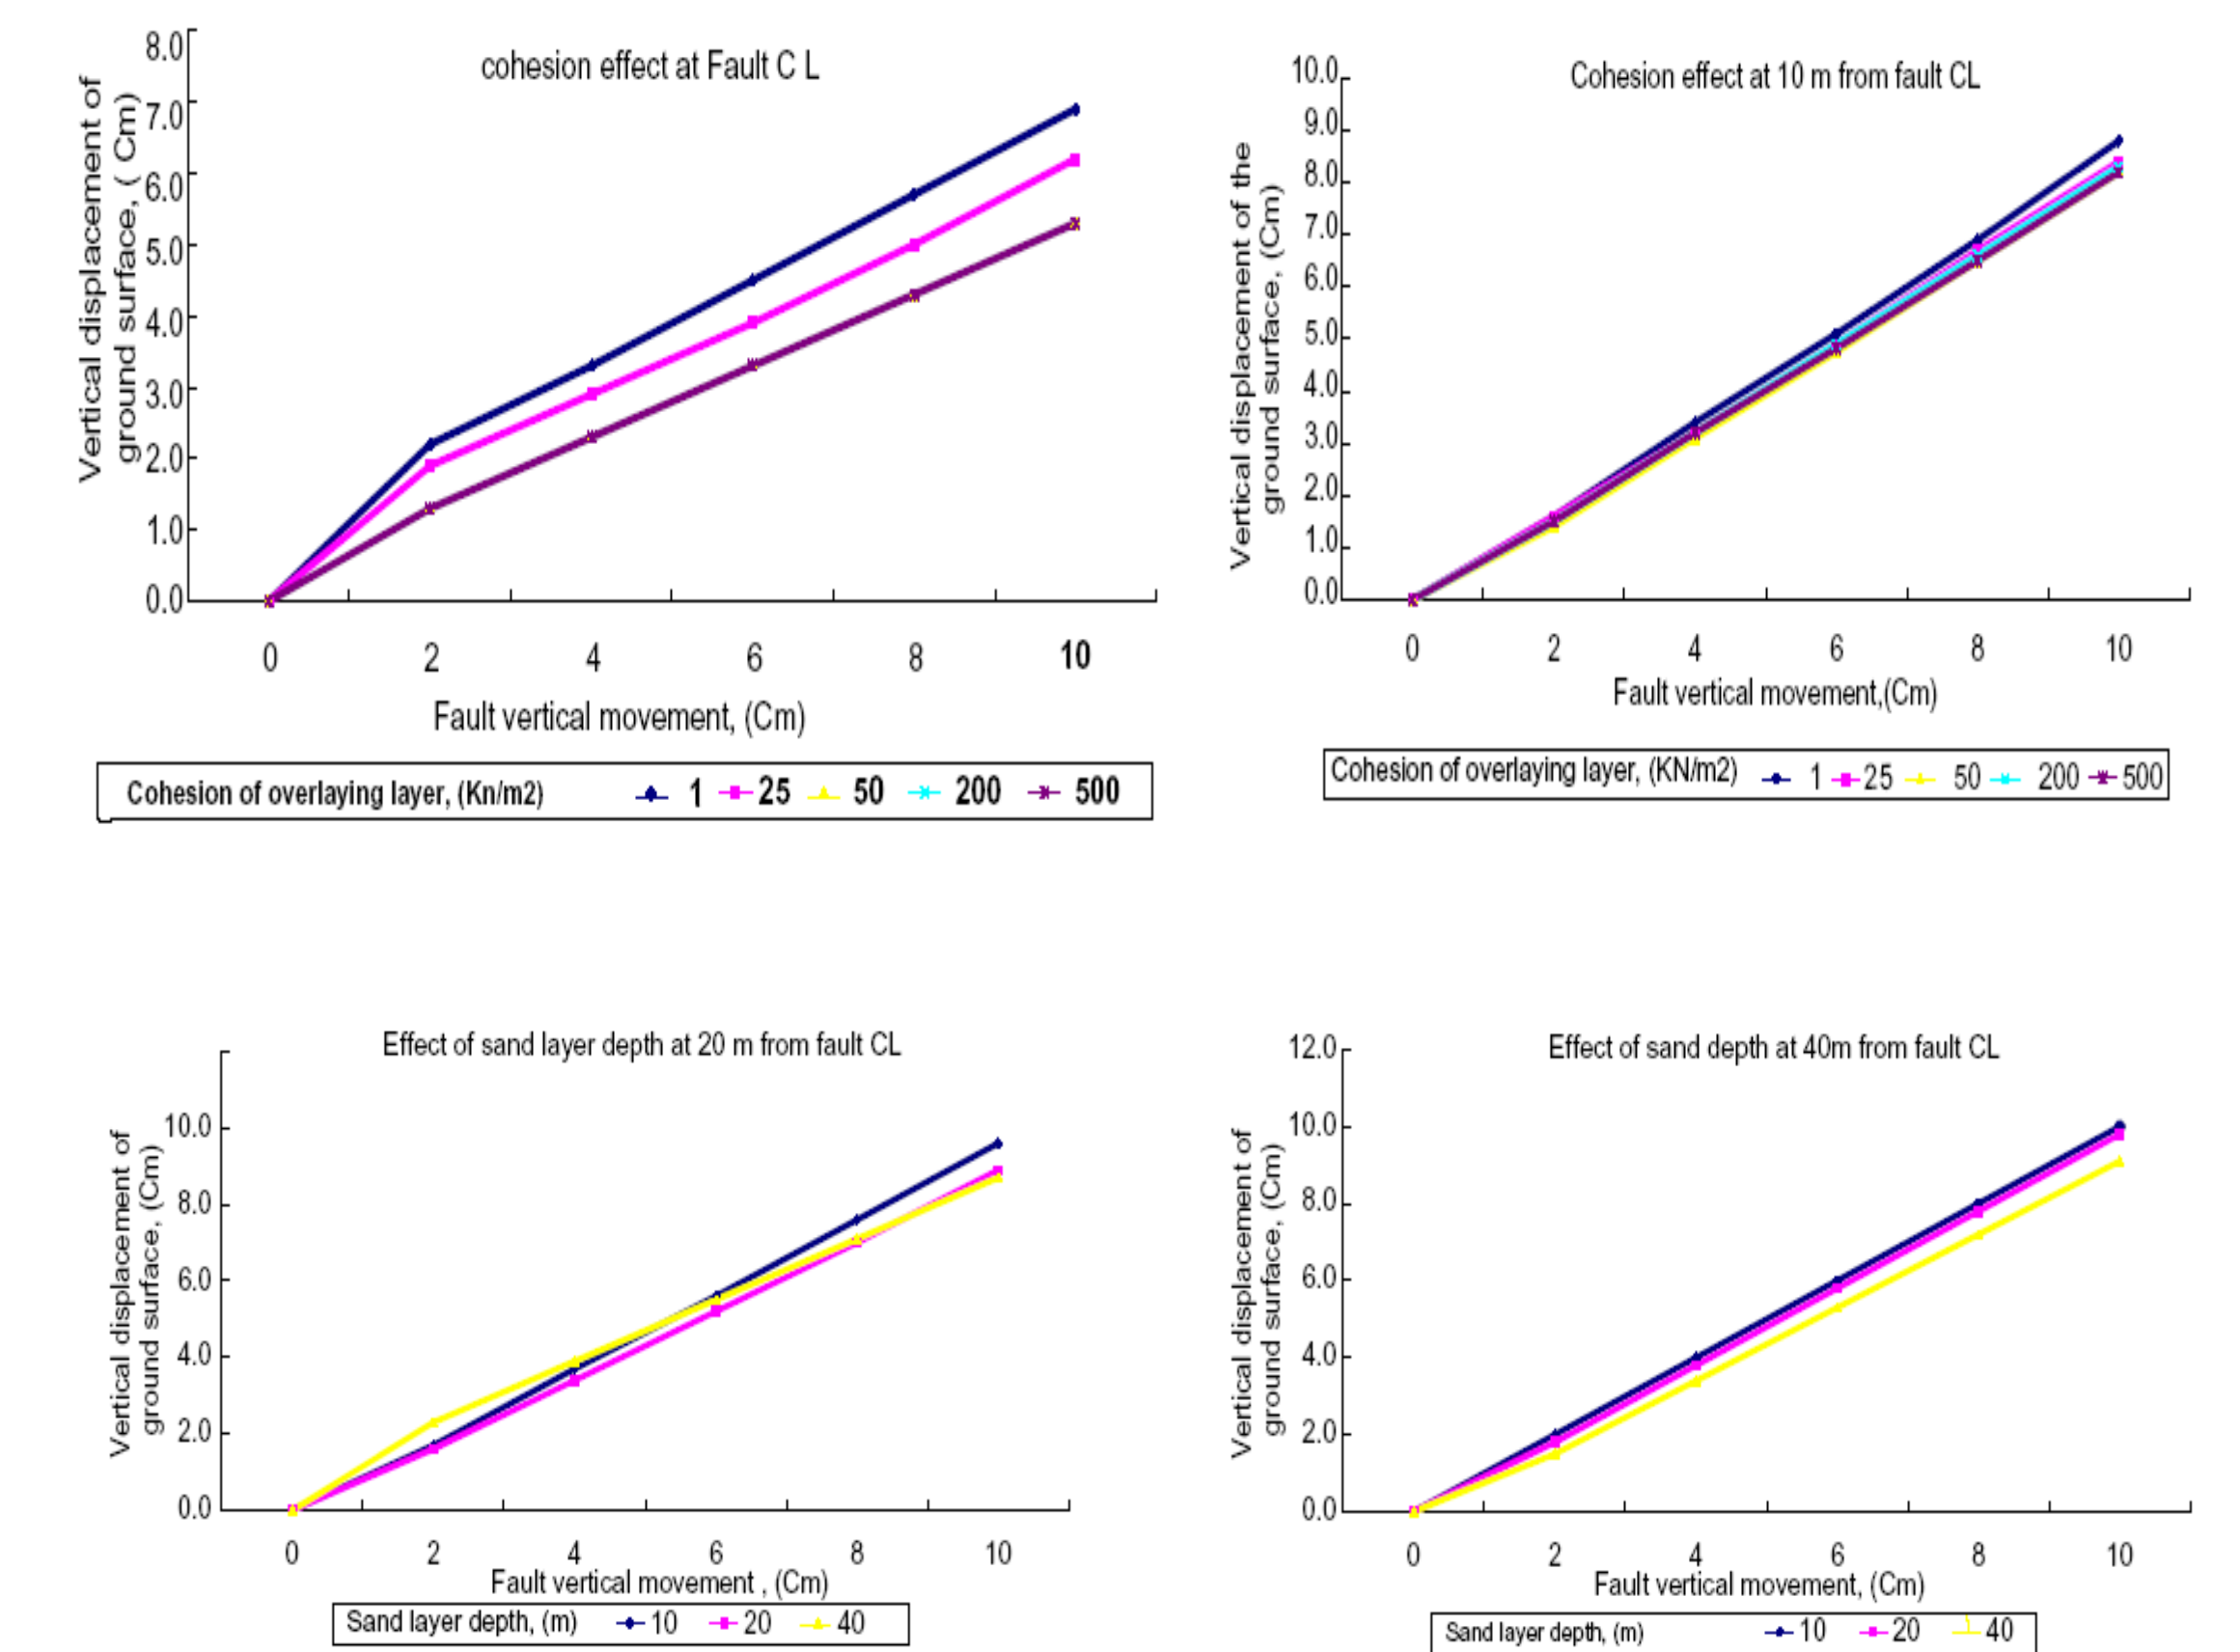 cohesion effect at Fault C L
Vertical displacement of
ground surface, ( Cm)
8.0
7.0
6.0
5.0
4.0
3.0
2.0
1.0
0.0
0 2 4 6 8 10
Fault vertical movement, (Cm)
Cohesion of overlaying layer, (Kn/m2) 1 25 50 200 500
Cohesion effect at 10 m from fault CL
Vertical displacement of the
ground surface, (Cm)
10.0
9.0
8.0
7.0
6.0
5.0
4.0
3.0
2.0
1.0
0.0
0 2 4 6 8 10
Fault vertical movement,(Cm)
Cohesion of overlaying layer, (KN/m2) 1 25 50 200 500
Effect of sand layer depth at 20 m from fault CL
Vertical displacement of
ground surface, (Cm)
10.0
8.0
6.0
4.0
2.0
0.0
0 2 4 6 8 10
Fault vertical movement , (Cm)
Sand layer depth, (m) 10 20 40
Effect of sand depth at 40m from fault CL
Vertical displacement of
ground surface, (Cm)
12.0
10.0
8.0
6.0
4.0
2.0
0.0
0 2 4 6 8 10
Fault vertical movement, (Cm)
Sand layer depth, (m) 10 20 40